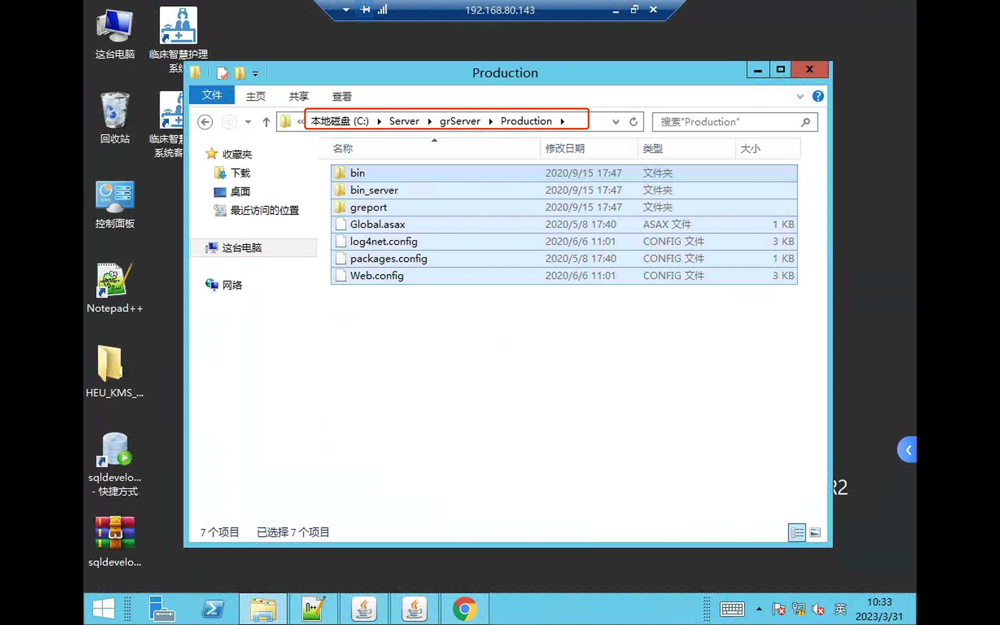 192.168.80.143
这台电脑
临床智慧护理
系统
回收站
临床智慧
系统客
控制面板
Notepad++
HEU_KMS_...
sqldevelo...
- 快捷方式
sqldevelo...
Production
文件 主页 共享 查看
« 本地磁盘 (C:) Server grServer Production
搜索"Production"
收藏夹
下载
桌面
最近访问的位置
这台电脑
网络
名称 修改日期 类型 大小
bin 2020/9/15 17:47 文件夹
bin_server 2020/9/15 17:47 文件夹
greport 2020/9/15 17:47 文件夹
Global.asax 2020/5/8 17:40 ASAX 文件 1 KB
log4net.config 2020/6/6 11:01 CONFIG 文件 3 KB
packages.config 2020/5/8 17:40 CONFIG 文件 1 KB
Web.config 2020/6/6 11:01 CONFIG 文件 3 KB
7 个项目 已选择 7 个项目
R2
英
10:33
2023/3/31